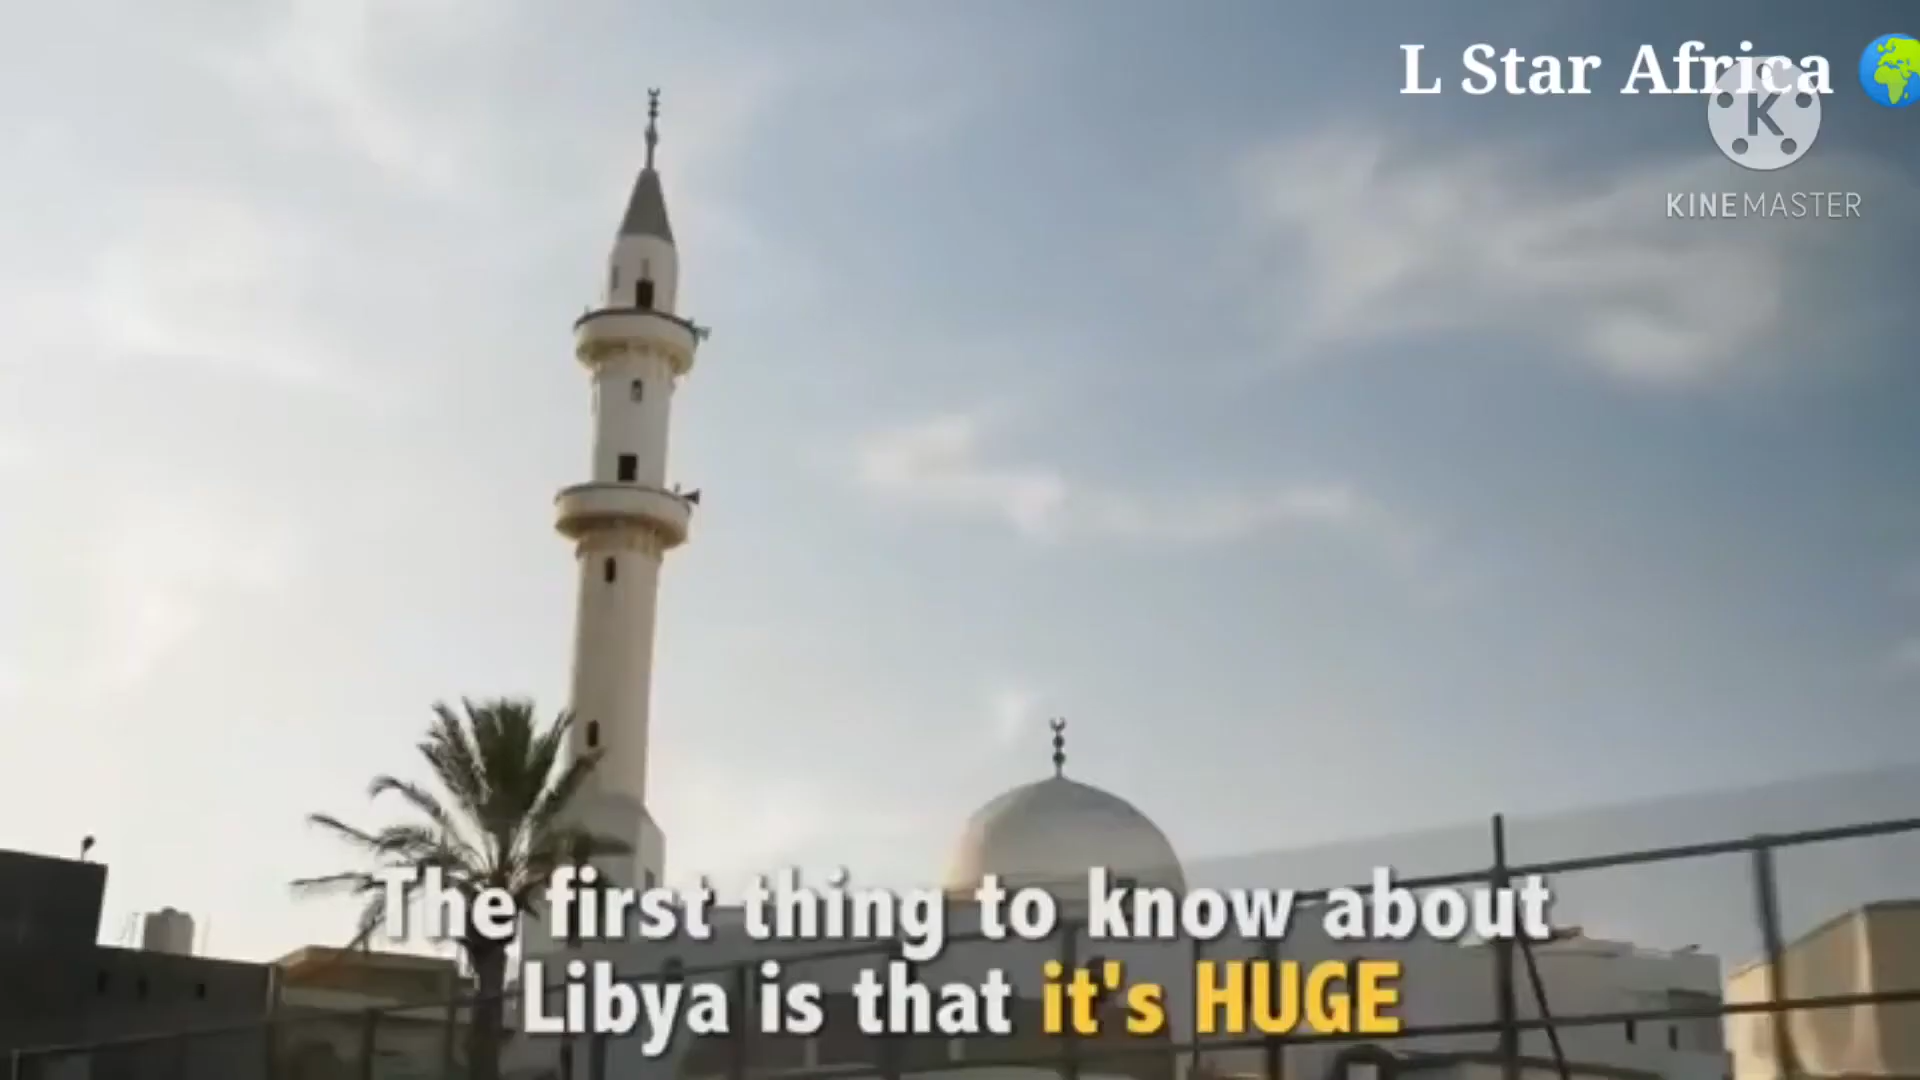 L Star Africa 🌍
K
KINEMASTER
The first thing to know about
Libya is that it's HUGE